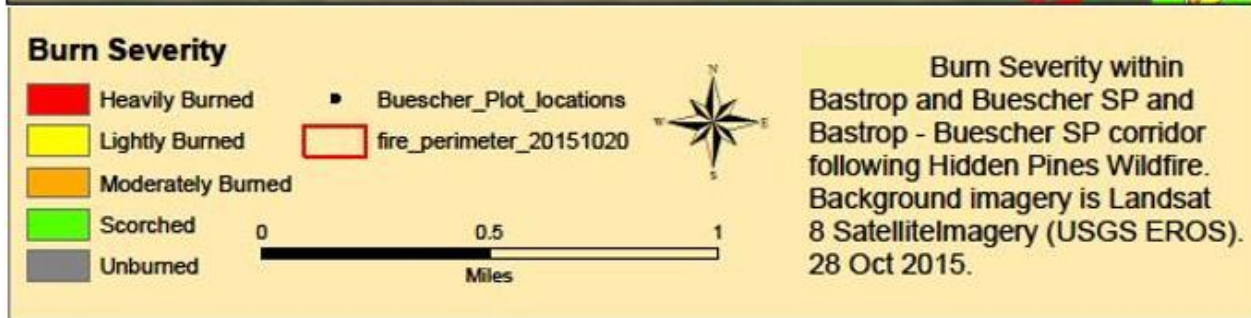 Burn Severity
Heavily Burned
Lightly Burned
Moderately Burned
Scorched
Unburned
Buescher_Plot_locations
fire_perimeter_20151020
0 0.5 1
Miles
N
W E
S
Burn Severity within
Bastrop and Buescher SP and
Bastrop - Buescher SP corridor
following Hidden Pines Wildfire.
Background imagery is Landsat
8 SatelliteImagery (USGS EROS).
28 Oct 2015.